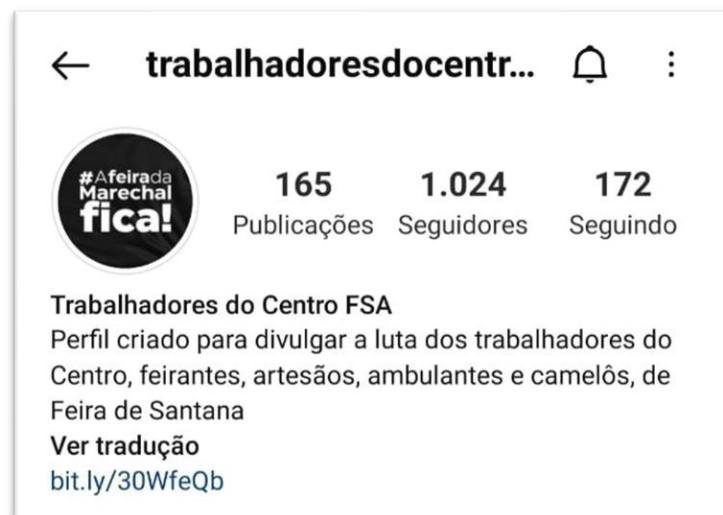 trabalhadoresdocentr...
#Afeirada
Marechal
fica!
165 1.024 172
Publicações Seguidores Seguindo
Trabalhadores do Centro FSA
Perfil criado para divulgar a luta dos trabalhadores do
Centro, feirantes, artesãos, ambulantes e camelôs, de
Feira de Santana
Ver tradução
bit.ly/30WfeQb